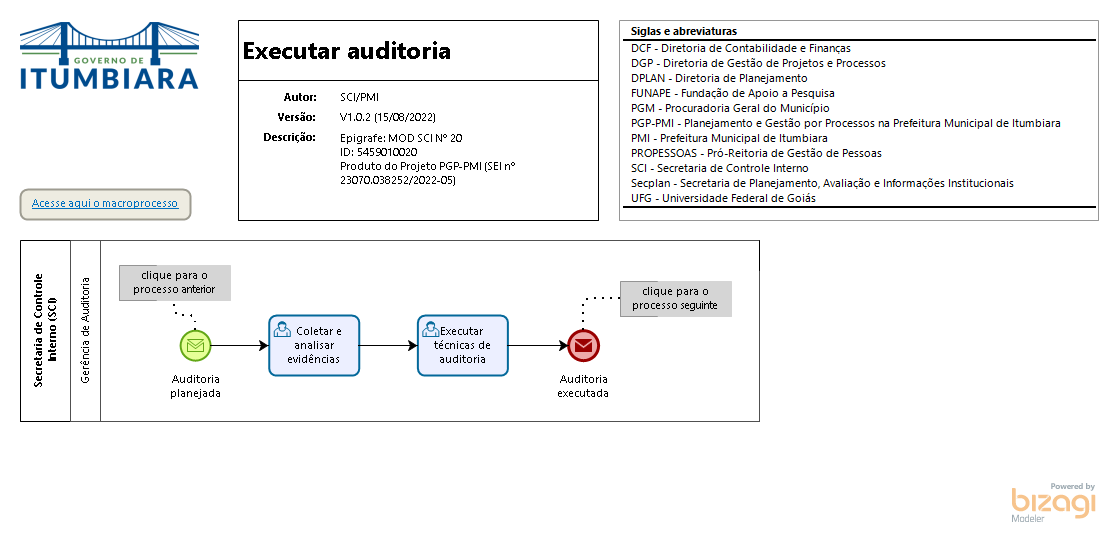 GOVERNO DE
ITUMBIARA
Executar auditoria
Autor:
SCI/PMI
Versão:
V1.0.2 (15/08/2022)
Descrição:
Epigrafe: MOD SCI Nº 20
ID: 5459010020
Produto do Projeto PGP-PMI (SEI nº
23070.038252/2022-05)
Siglas e abreviaturas
DCF - Diretoria de Contabilidade e Finanças
DGP - Diretoria de Gestão de Projetos e Processos
DPLAN - Diretoria de Planejamento
FUNAPE - Fundação de Apoio a Pesquisa
PGM - Procuradoria Geral do Município
PGP-PMI - Planejamento e Gestão por Processos na Prefeitura Municipal de Itumbiara
PMI - Prefeitura Municipal de Itumbiara
PROPESSOAS - Pró-Reitoria de Gestão de Pessoas
SCI - Secretaria de Controle Interno
Secplan - Secretaria de Planejamento, Avaliação e Informações Institucionais
UFG - Universidade Federal de Goiás
Acesse aqui o macroprocesso
Secretaria de Controle
Interno (SCI)
Gerência de Auditoria
clique para o
processo anterior
Auditoria
planejada
Coletar e
analisar
evidências
Executar
técnicas de
auditoria
clique para o
processo seguinte
Auditoria
executada
Powered by
bizagi
Modeler